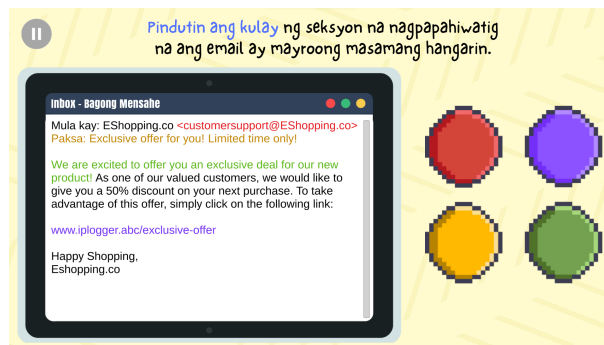 Pindutin ang kulay ng seksyon na nagpapahiwatig
na ang email ay mayroong masamang hangarin.
Inbox - Bagong Mensahe
Mula kay: EShopping.co <customersupport@EShopping.co>
Paksa: Exclusive offer for you! Limited time only!
We are excited to offer you an exclusive deal for our new
product! As one of our valued customers, we would like to
give you a 50% discount on your next purchase. To take
advantage of this offer, simply click on the following link:
www.iplogger.abc/exclusive-offer
Happy Shopping,
Eshopping.co